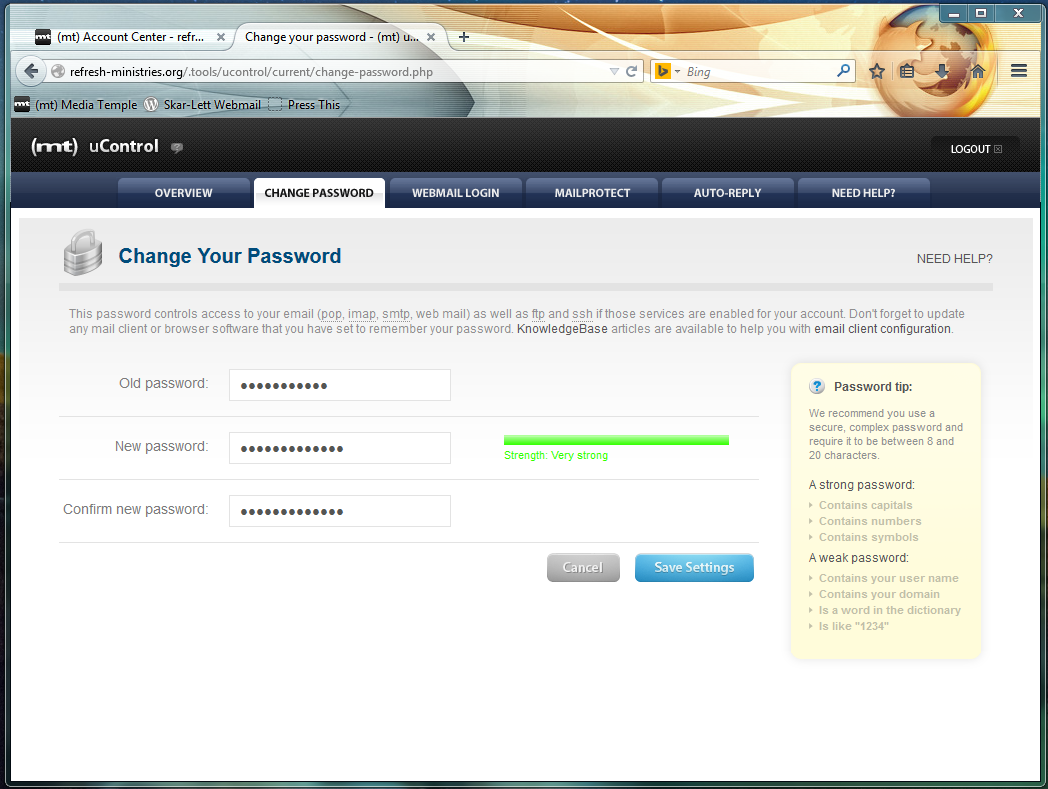 (mt) Account Center - refr...
Change your password - (mt) u...
refresh-ministries.org/.tools/ucontrol/current/change-password.php
Bing
(mt) Media Temple
Skar-Lett Webmail
Press This
(mt) uControl
LOGOUT
OVERVIEW
CHANGE PASSWORD
WEBMAIL LOGIN
MAILPROTECT
AUTO-REPLY
NEED HELP?
Change Your Password
NEED HELP?
This password controls access to your email (pop, imap, smtp, web mail) as well as ftp and ssh if those services are enabled for your account. Don't forget to update
any mail client or browser software that you have set to remember your password. KnowledgeBase articles are available to help you with email client configuration.
Old password:
New password:
Strength: Very strong
Confirm new password:
Cancel
Save Settings
Password tip:
We recommend you use a
secure, complex password and
require it to be between 8 and
20 characters.
A strong password:
Contains capitals
Contains numbers
Contains symbols
A weak password:
Contains your user name
Contains your domain
Is a word in the dictionary
Is like "1234"